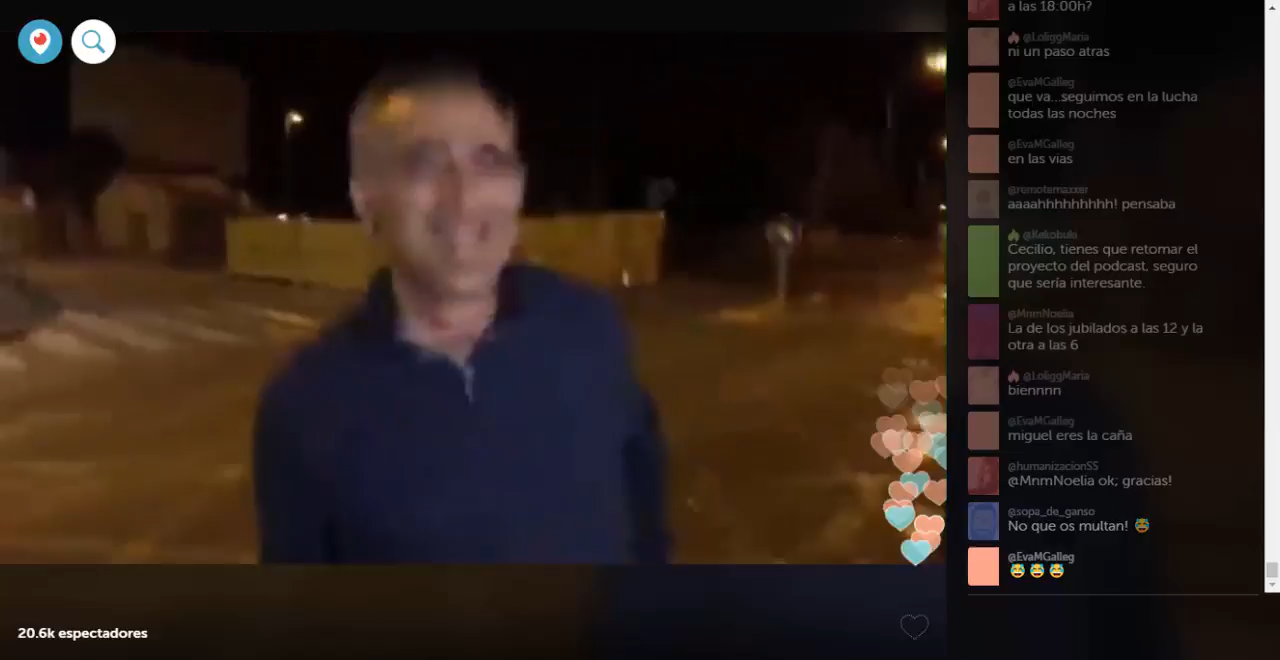 a las 18:00h?
@LoliggMaria
ni un paso atras
@EvaMGalleg
que va...seguimos en la lucha
todas las noches
@EvaMGalleg
en las vias
@remotemaxxer
aaaahhhhhhhhh! pensaba
@Kekobuki
Cecilio, tienes que retomar el
proyecto del podcast, seguro
que sería interesante.
@MnmNoelia
La de los jubilados a las 12 y la
otra a las 6
@LoliggMaria
biennnn
@EvaMGalleg
miguel eres la caña
@humanizacionSS
@MnmNoelia ok; gracias!
@sopa_de_ganso
No que os multan! 😂
@EvaMGalleg
😂 😂 😂
20.6k espectadores